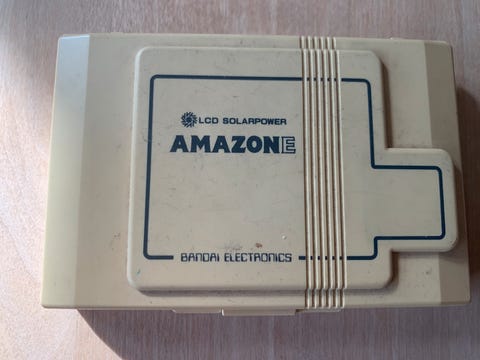 LCD SOLARPOWER
AMAZONE
BANDAI ELECTRONICS